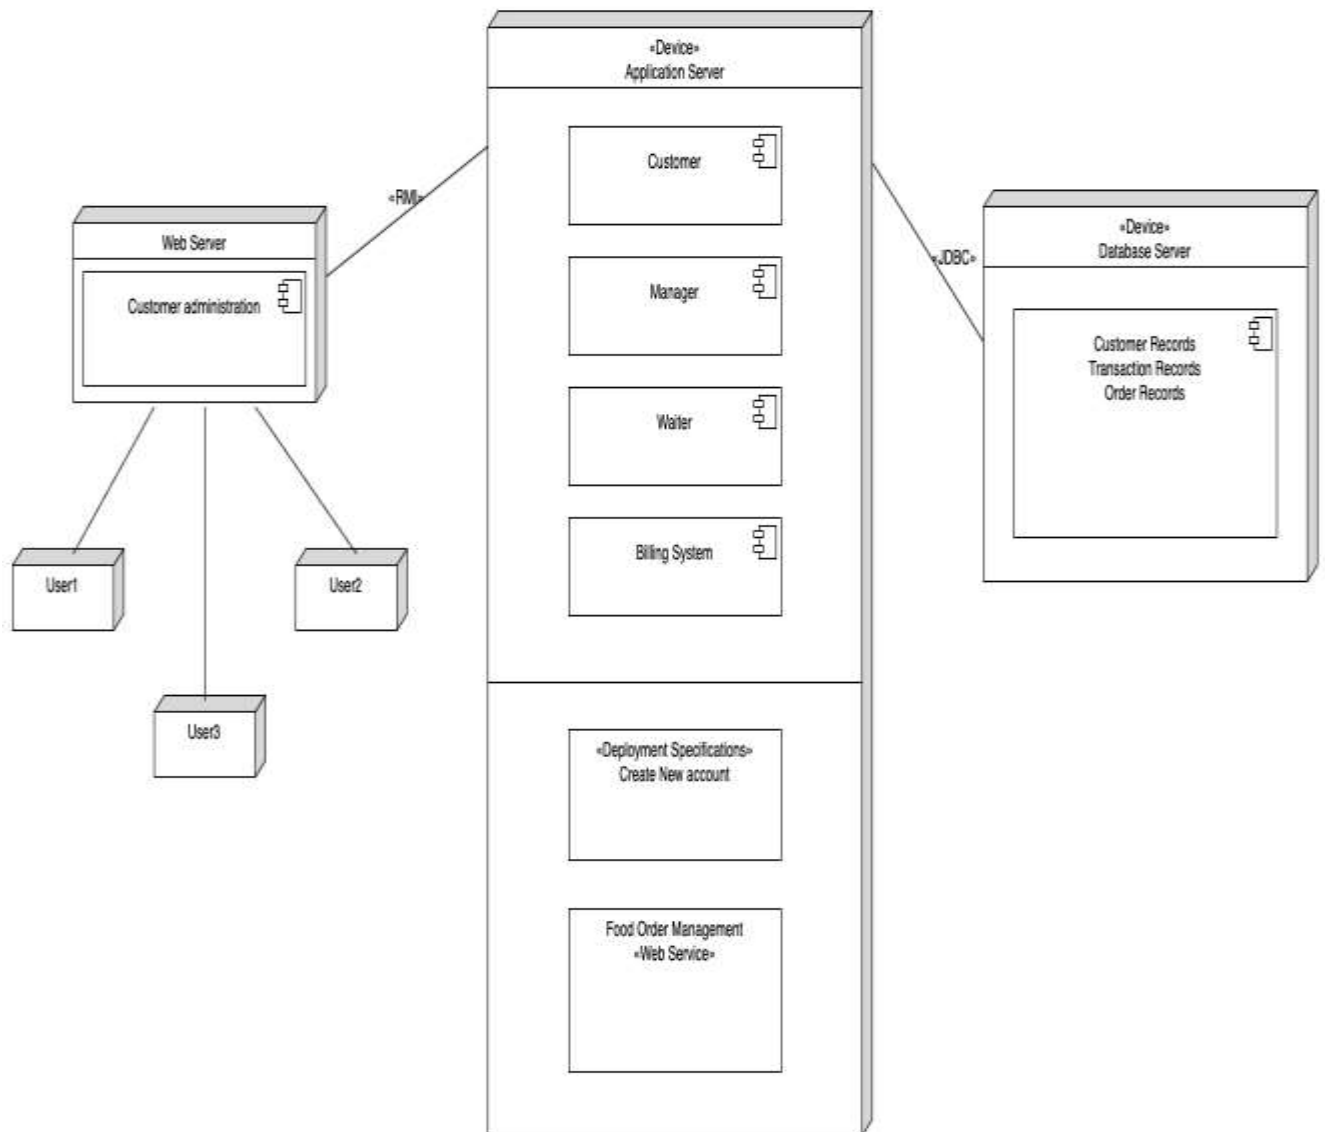 «Device»
Application Server
Customer
Manager
Waiter
Billing System
«Deployment Specifications»
Create New account
Food Order Management
«Web Service»
«RMI»
Web Server
Customer administration
User1
User2
User3
«JDBC»
«Device»
Database Server
Customer Records
Transaction Records
Order Records